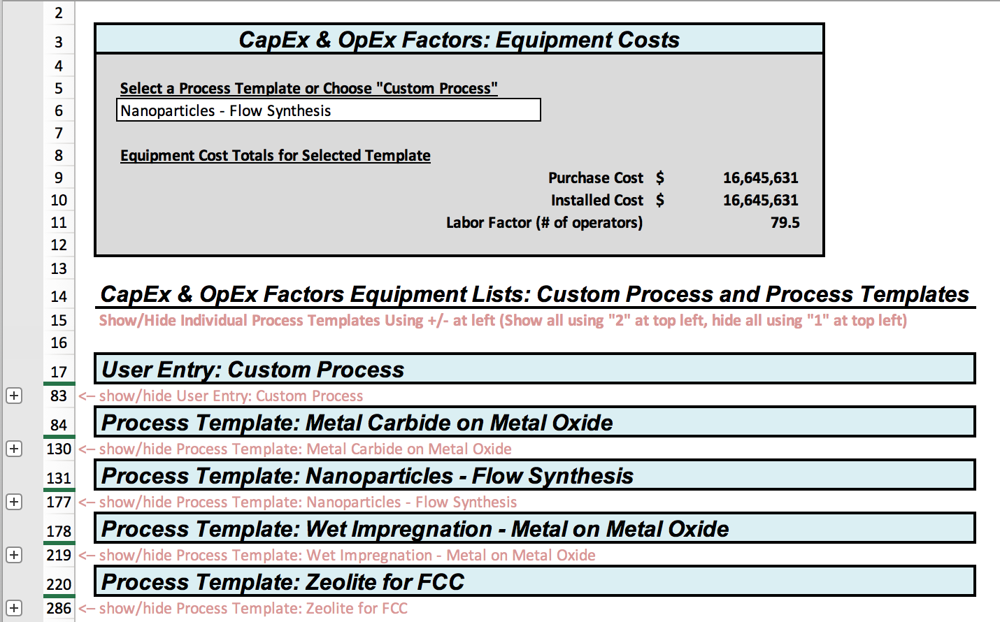 2
3 CapEx & OpEx Factors: Equipment Costs
4
5 Select a Process Template or Choose "Custom Process"
6 Nanoparticles - Flow Synthesis
7
8 Equipment Cost Totals for Selected Template
9 Purchase Cost $ 16,645,631
10 Installed Cost $ 16,645,631
11 Labor Factor (# of operators) 79.5
12
13
14 CapEx & OpEx Factors Equipment Lists: Custom Process and Process Templates
15 Show/Hide Individual Process Templates Using +/- at left (Show all using "2" at top left, hide all using "1" at top left)
16
17 User Entry: Custom Process
+ 83 <– show/hide User Entry: Custom Process
84 Process Template: Metal Carbide on Metal Oxide
+ 130 <– show/hide Process Template: Metal Carbide on Metal Oxide
131 Process Template: Nanoparticles - Flow Synthesis
+ 177 <– show/hide Process Template: Nanoparticles - Flow Synthesis
178 Process Template: Wet Impregnation - Metal on Metal Oxide
+ 219 <– show/hide Process Template: Wet Impregnation - Metal on Metal Oxide
220 Process Template: Zeolite for FCC
+ 286 <– show/hide Process Template: Zeolite for FCC